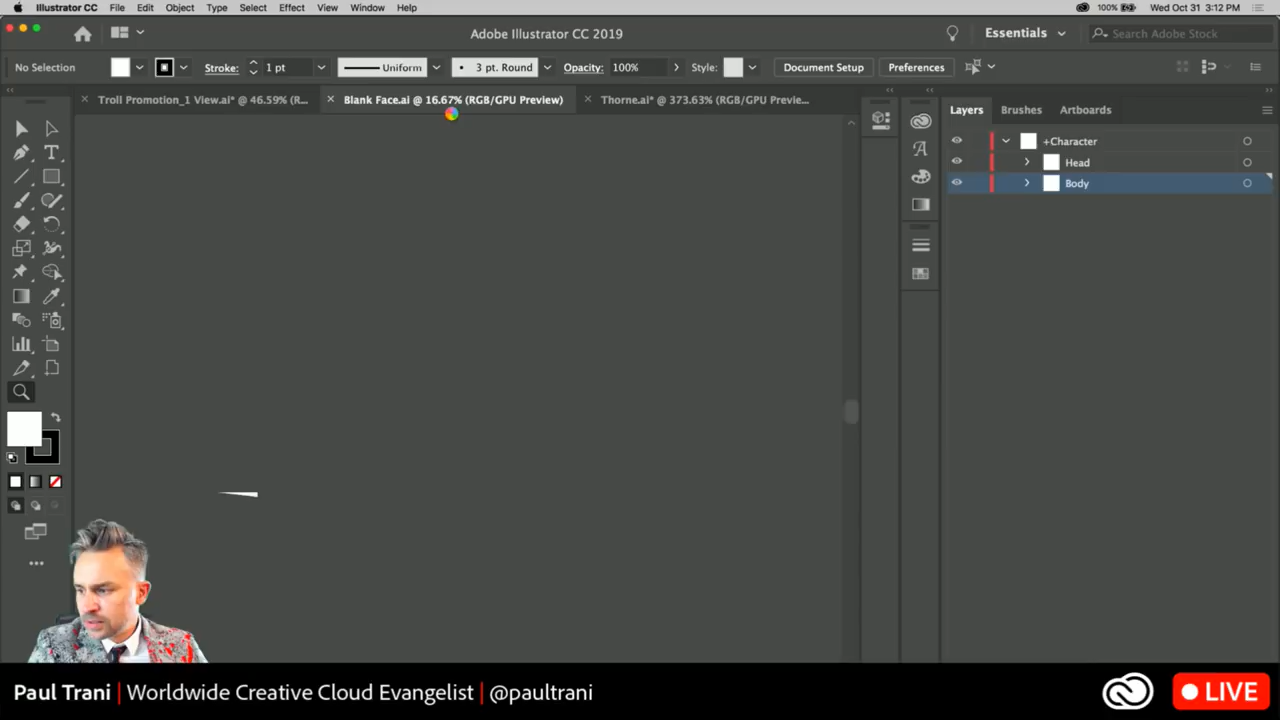 Illustrator CC File Edit Object Type Select Effect View Window Help 100% Wed Oct 31 3:12 PM
Adobe Illustrator CC 2019 Essentials Search Adobe Stock
No Selection Stroke: 1 pt Uniform 3 pt. Round Opacity: 100% Style: Document Setup Preferences
Troll Promotion_1 View.ai* @ 46.59% (R... Blank Face.ai @ 16.67% (RGB/GPU Preview) Thorne.ai* @ 373.63% (RGB/GPU Previe...
Layers Brushes Artboards
+Character
Head
Body
Paul Trani | Worldwide Creative Cloud Evangelist | @paultrani
LIVE